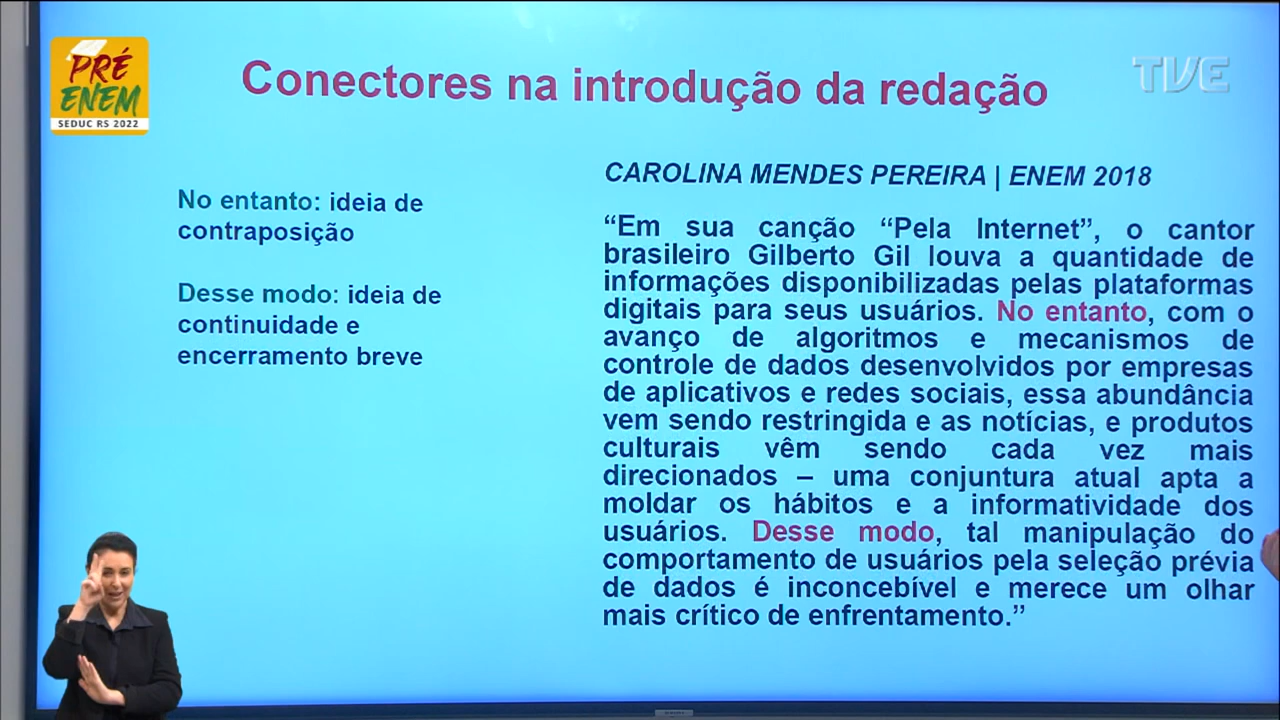 PRÉ
ENEM
SEDUC RS 2022
Conectores na introdução da redação
TVE
No entanto: ideia de
contraposição
Desse modo: ideia de
continuidade e
encerramento breve
CAROLINA MENDES PEREIRA | ENEM 2018
“Em sua canção “Pela Internet”, o cantor
brasileiro Gilberto Gil louva a quantidade de
informações disponibilizadas pelas plataformas
digitais para seus usuários. No entanto, com o
avanço de algoritmos e mecanismos de
controle de dados desenvolvidos por empresas
de aplicativos e redes sociais, essa abundância
vem sendo restringida e as notícias, e produtos
culturais vêm sendo cada vez mais
direcionados – uma conjuntura atual apta a
moldar os hábitos e a informatividade dos
usuários. Desse modo, tal manipulação do
comportamento de usuários pela seleção prévia
de dados é inconcebível e merece um olhar
mais crítico de enfrentamento.”